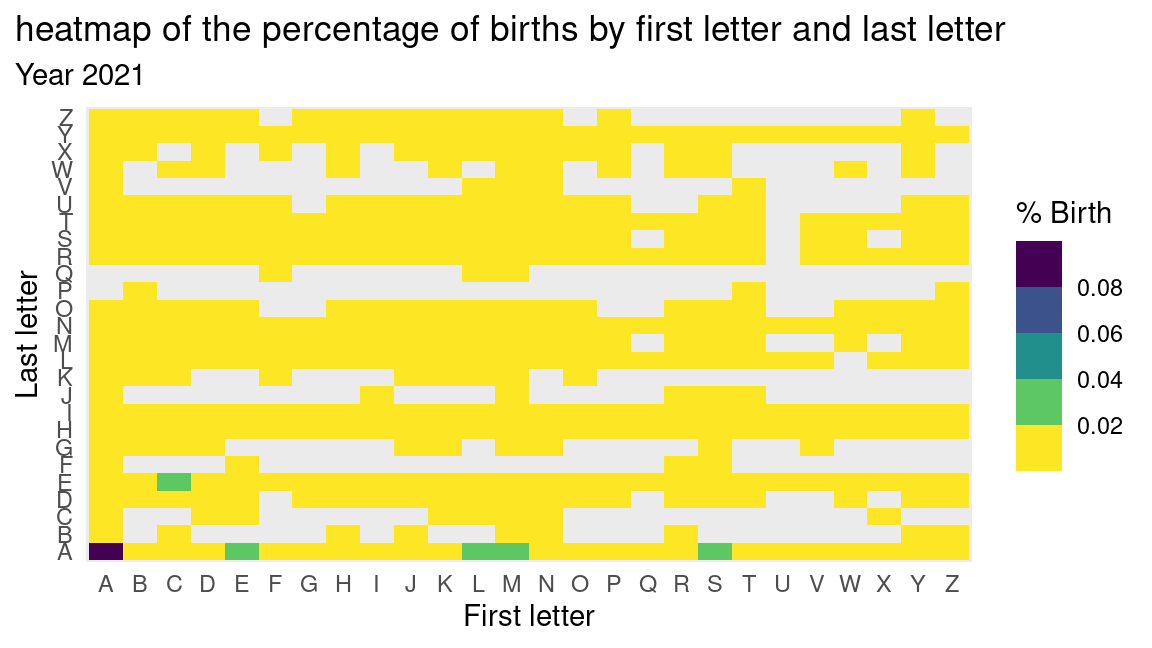 heatmap of the percentage of births by first letter and last letter
Year 2021
Last letter
Z
Y
X
W
V
U
T
S
R
Q
P
O
N
M
L
K
J
I
H
G
F
E
D
C
B
A
A B C D E F G H I J K L M N O P Q R S T U V W X Y Z
First letter
% Birth
0.08
0.06
0.04
0.02